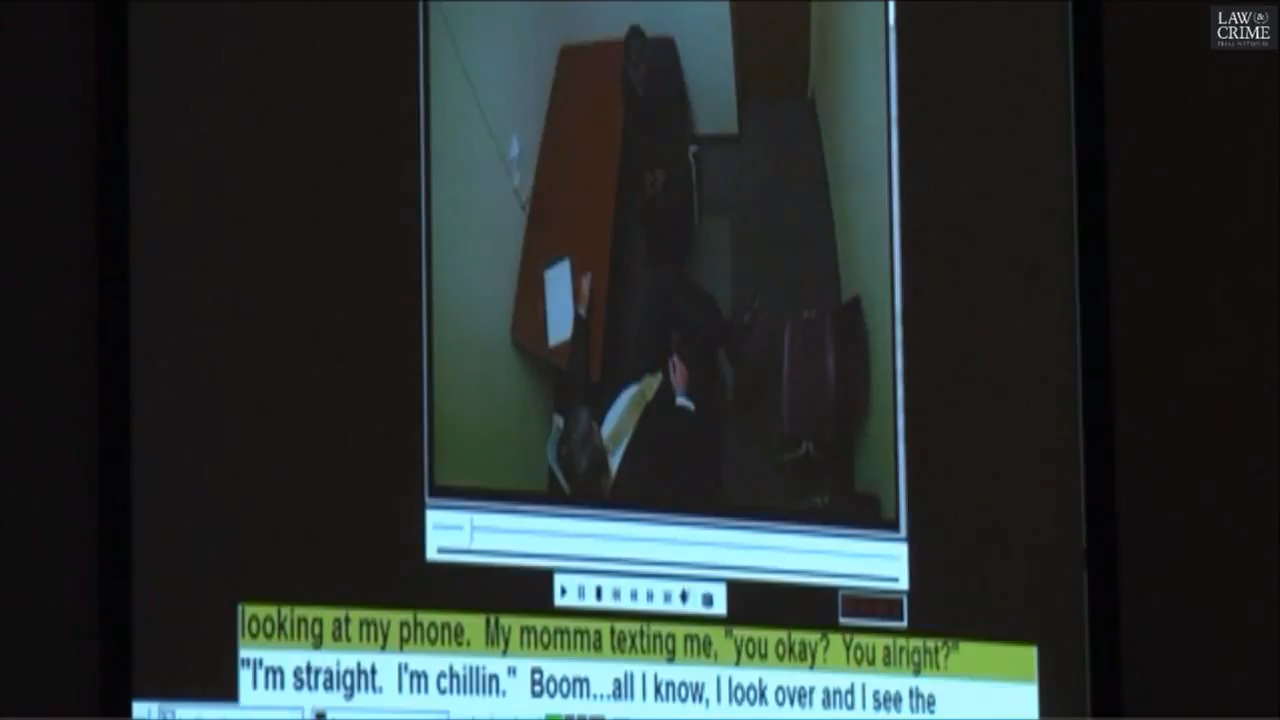 LAW &
CRIME
looking at my phone. My momma texting me, "you okay? You alright?"
"I'm straight. I'm chillin." Boom...all I know, I look over and I see the